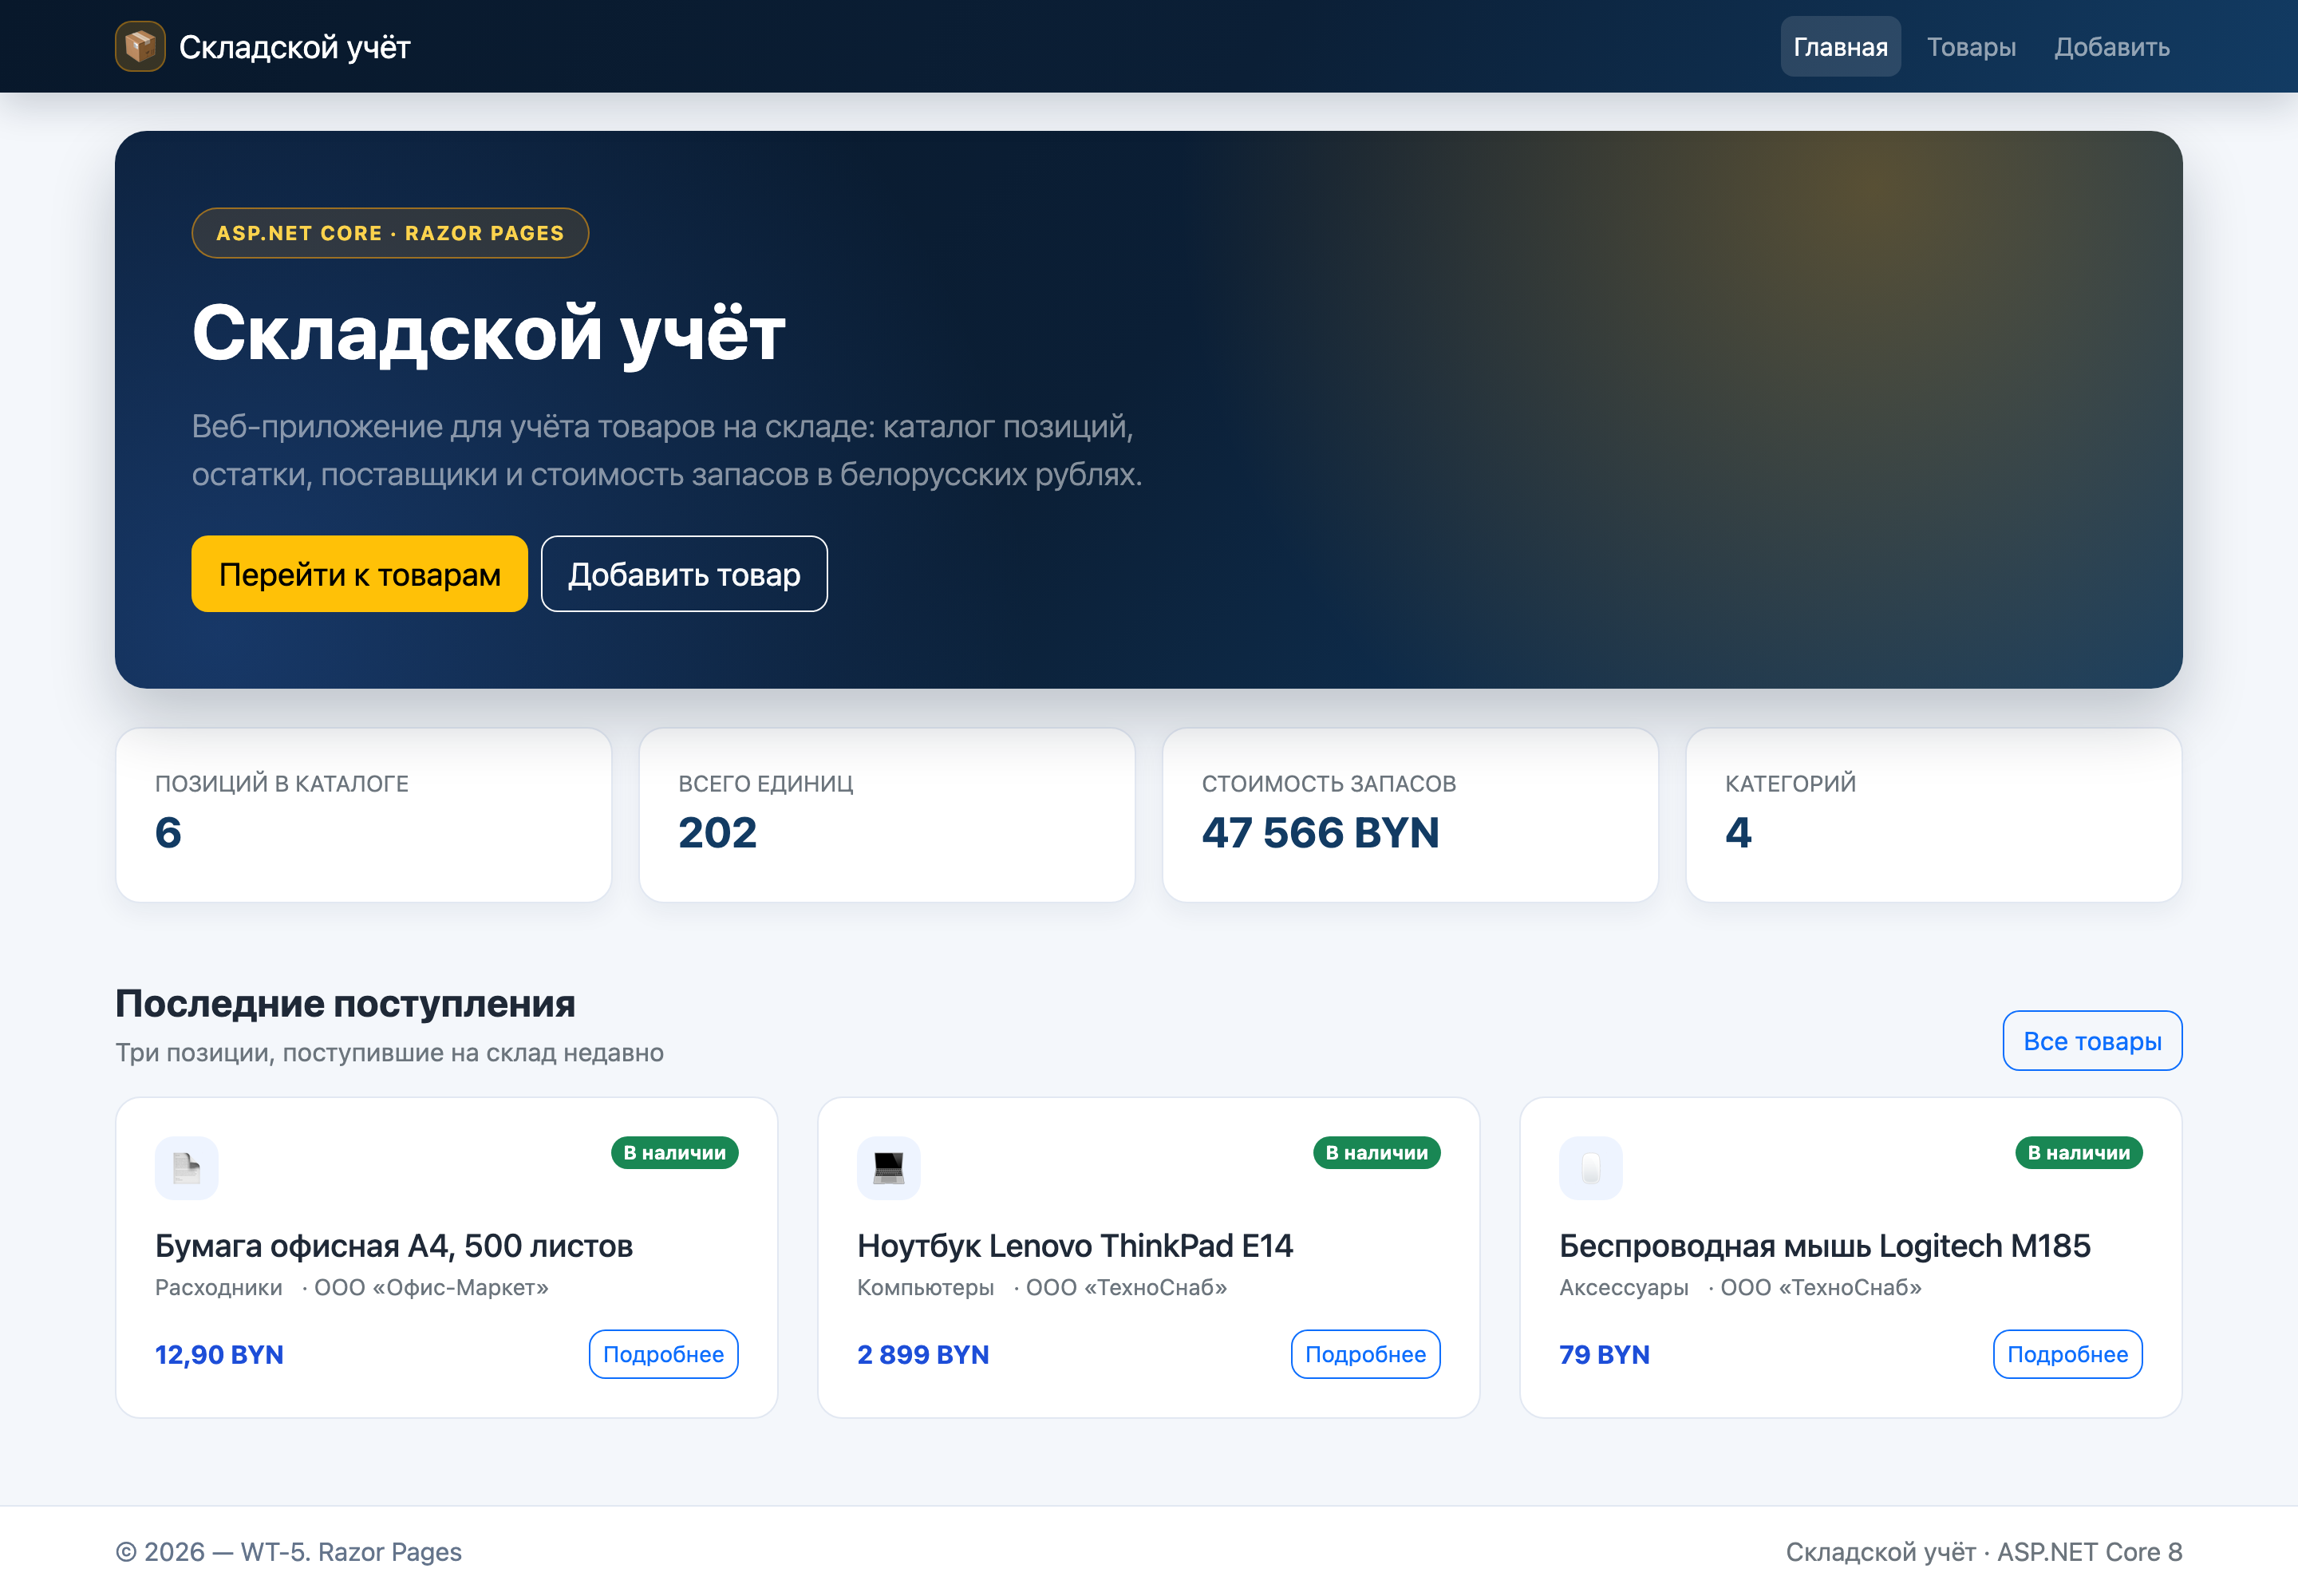 Складской учёт
Главная
Товары
Добавить
ASP.NET CORE · RAZOR PAGES
Складской учёт
Веб-приложение для учёта товаров на складе: каталог позиций,
остатки, поставщики и стоимость запасов в белорусских рублях.
Перейти к товарам
Добавить товар
ПОЗИЦИЙ В КАТАЛОГЕ
6
ВСЕГО ЕДИНИЦ
202
СТОИМОСТЬ ЗАПАСОВ
47 566 BYN
КАТЕГОРИЙ
4
Последние поступления
Три позиции, поступившие на склад недавно
Все товары
В наличии
Бумага офисная A4, 500 листов
Расходники · ООО «Офис-Маркет»
12,90 BYN
Подробнее
В наличии
Ноутбук Lenovo ThinkPad E14
Компьютеры · ООО «ТехноСнаб»
2 899 BYN
Подробнее
В наличии
Беспроводная мышь Logitech M185
Аксессуары · ООО «ТехноСнаб»
79 BYN
Подробнее
© 2026 — WT-5. Razor Pages
Складской учёт · ASP.NET Core 8